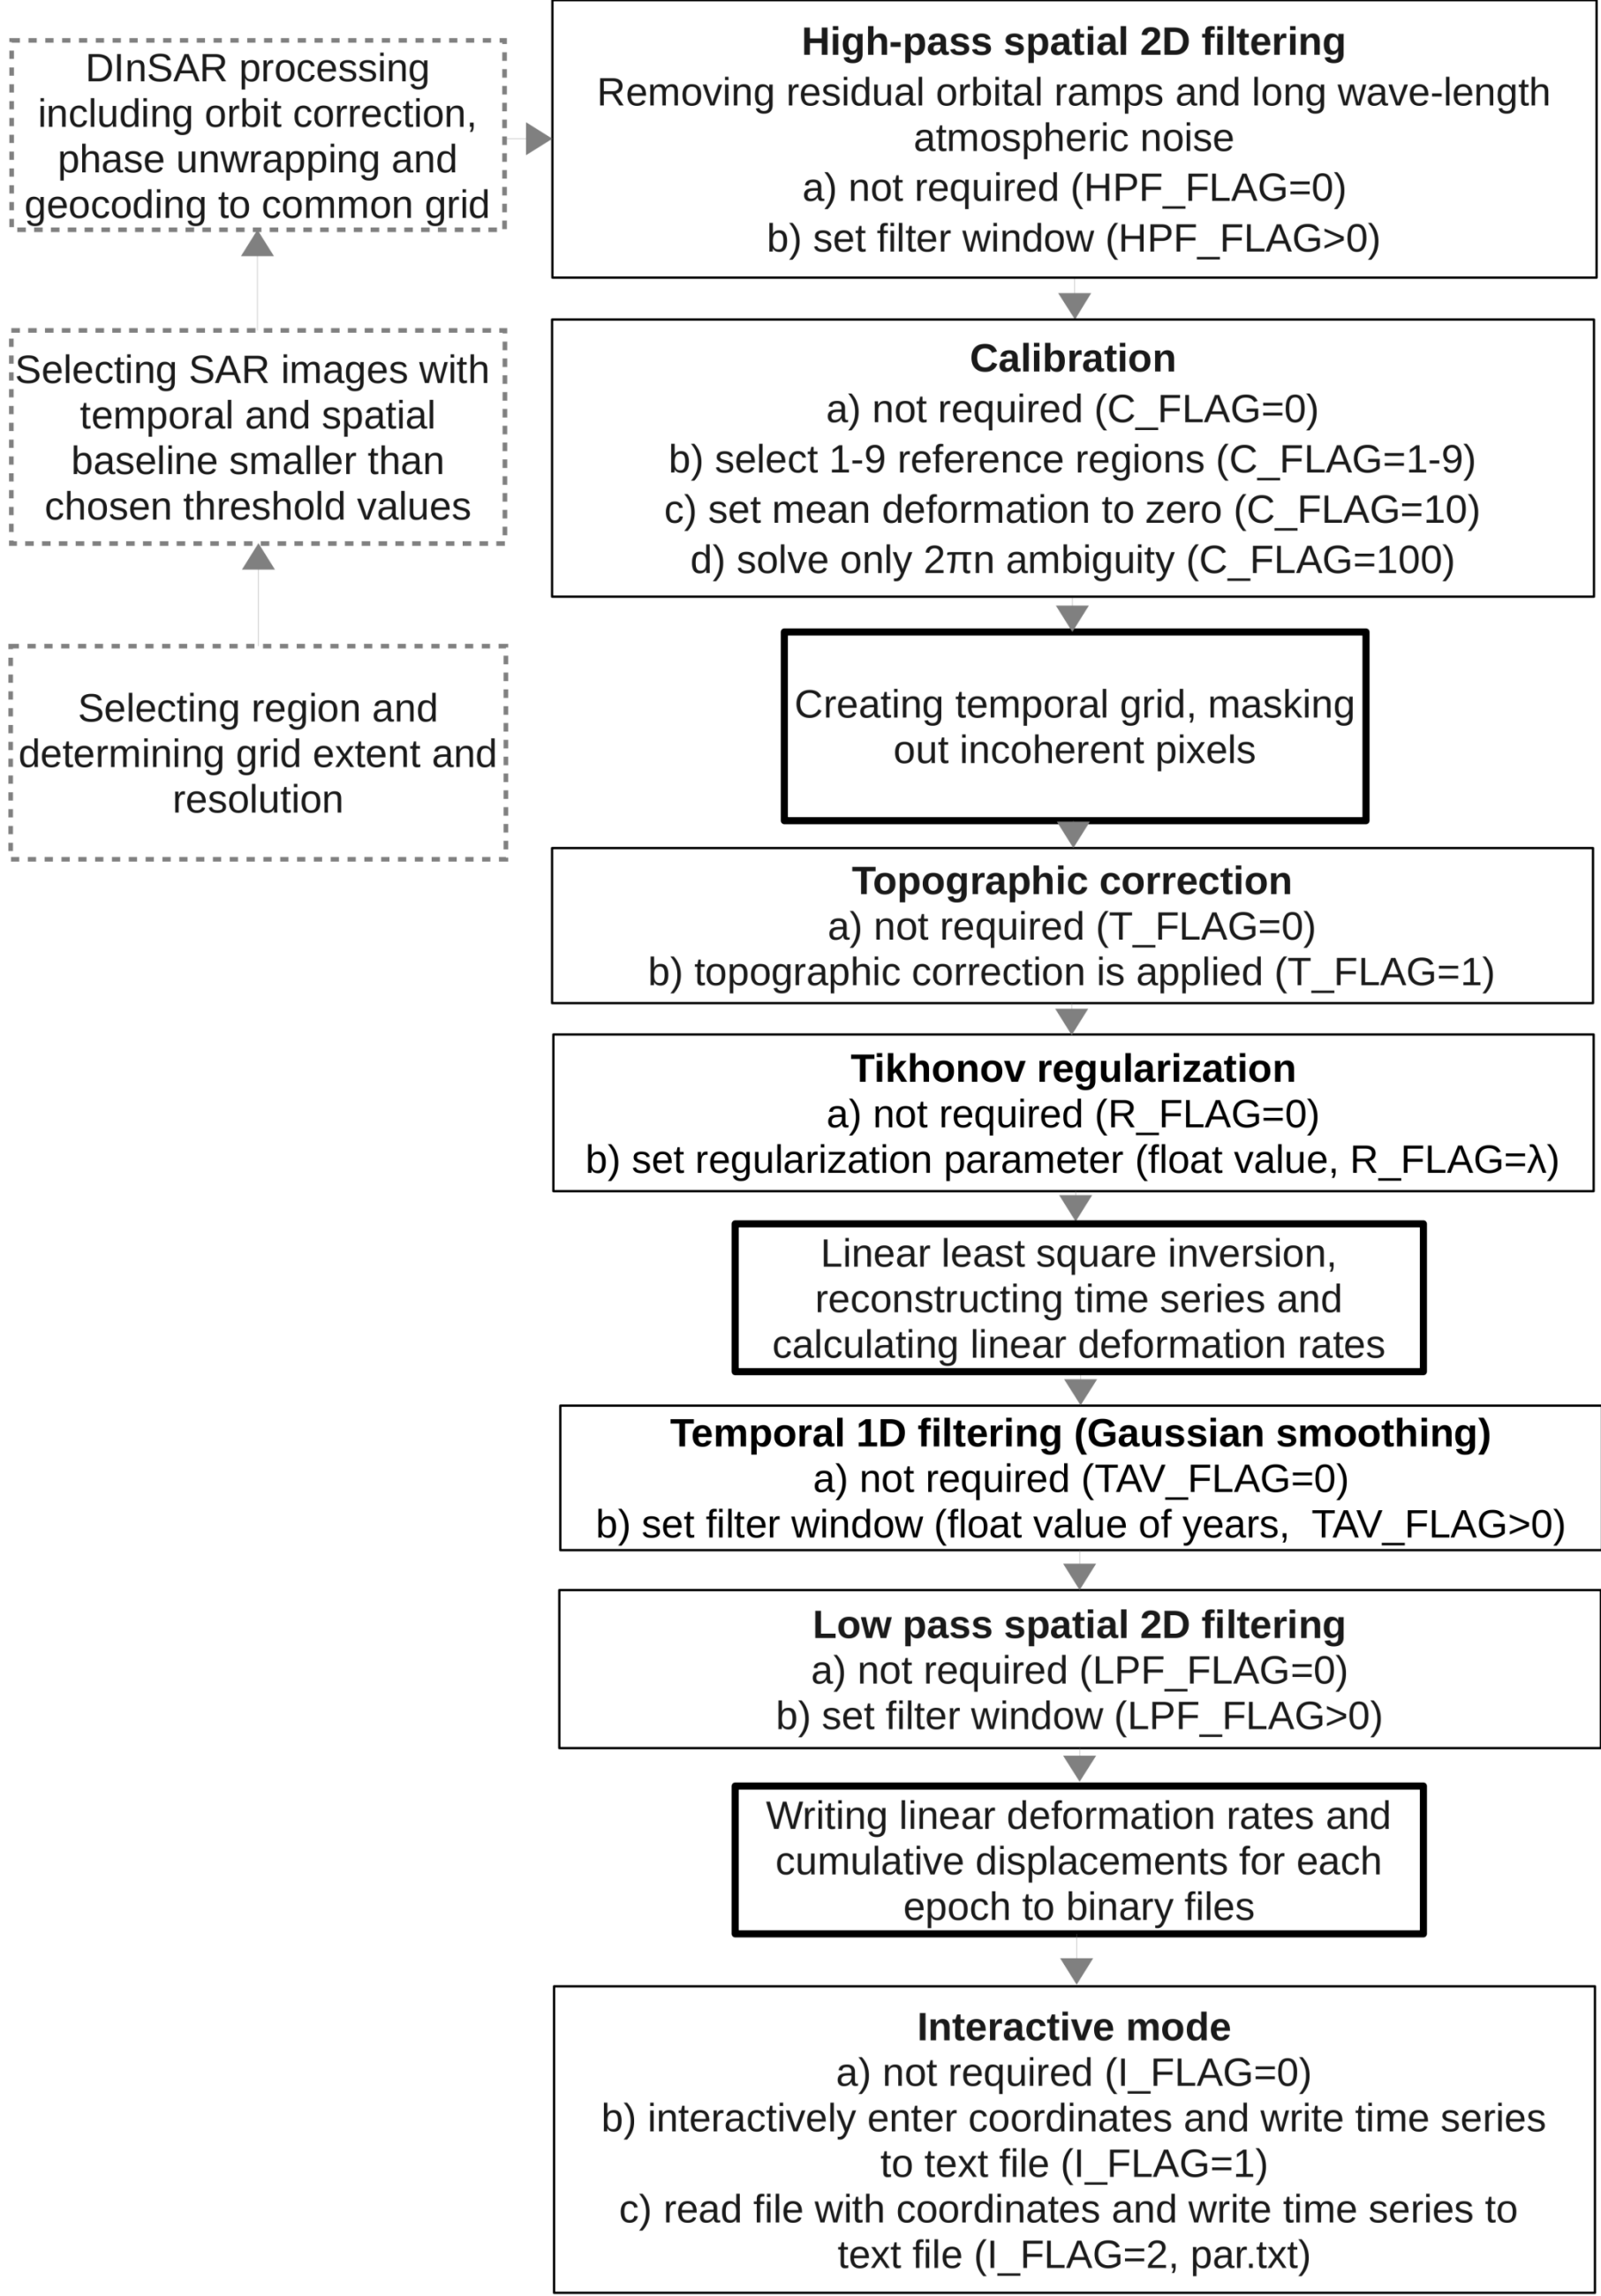 DInSAR processing
including orbit correction,
phase unwrapping and
geocoding to common grid
Selecting SAR images with
temporal and spatial
baseline smaller than
chosen threshold values
Selecting region and
determining grid extent and
resolution
High-pass spatial 2D filtering
Removing residual orbital ramps and long wave-length
atmospheric noise
a) not required (HPF_FLAG=0)
b) set filter window (HPF_FLAG>0)
Calibration
a) not required (C_FLAG=0)
b) select 1-9 reference regions (C_FLAG=1-9)
c) set mean deformation to zero (C_FLAG=10)
d) solve only 2πn ambiguity (C_FLAG=100)
Creating temporal grid, masking
out incoherent pixels
Topographic correction
a) not required (T_FLAG=0)
b) topographic correction is applied (T_FLAG=1)
Tikhonov regularization
a) not required (R_FLAG=0)
b) set regularization parameter (float value, R_FLAG=λ)
Linear least square inversion,
reconstructing time series and
calculating linear deformation rates
Temporal 1D filtering (Gaussian smoothing)
a) not required (TAV_FLAG=0)
b) set filter window (float value of years,  TAV_FLAG>0)
Low pass spatial 2D filtering
a) not required (LPF_FLAG=0)
b) set filter window (LPF_FLAG>0)
Writing linear deformation rates and
cumulative displacements for each
epoch to binary files
Interactive mode
a) not required (I_FLAG=0)
b) interactively enter coordinates and write time series
to text file (I_FLAG=1)
c) read file with coordinates and write time series to
text file (I_FLAG=2, par.txt)